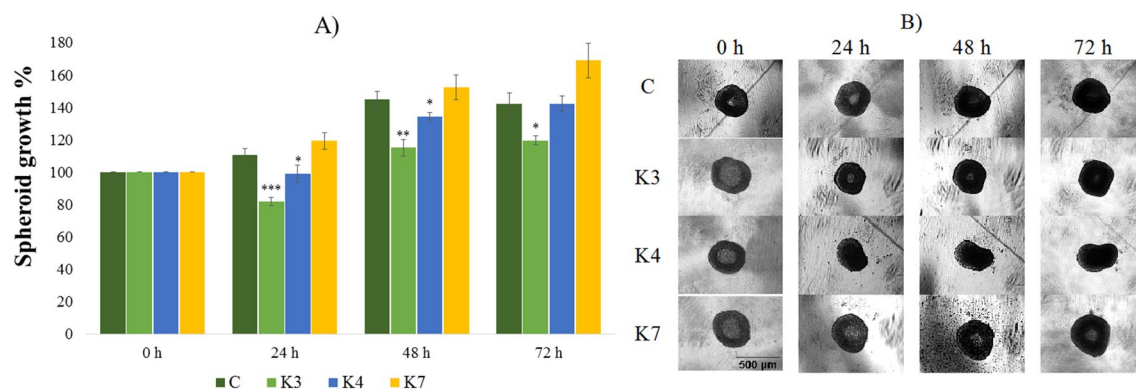 A)
Spheroid growth %
180
160
140
120
100
80
60
40
20
0
***
*
**
*
*
0 h 24 h 48 h 72 h
C K3 K4 K7
B)
0 h 24 h 48 h 72 h
C
K3
K4
K7
500 µm